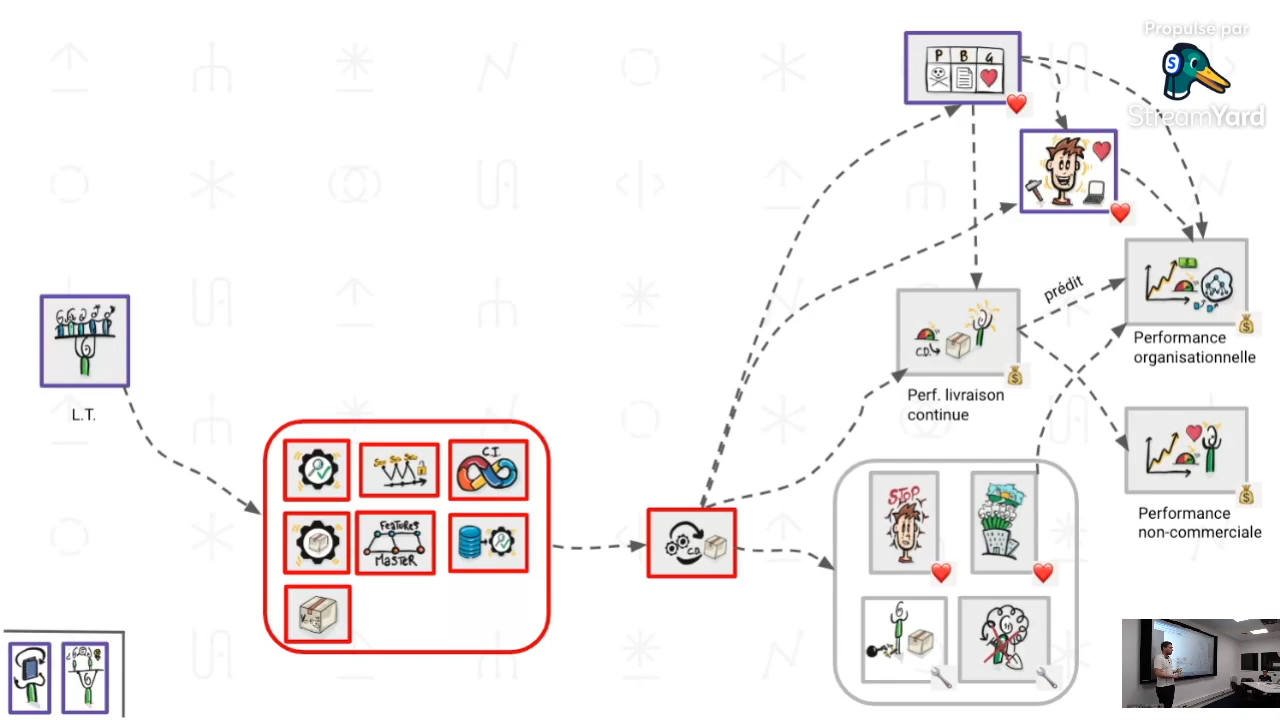 Propulsé par
StreamYard
P B G
prédit
Performance
organisationnelle
C.D.
Perf. livraison
continue
L.T.
C.I.
FEATURES
MASTER
C.D.
STOP
Performance
non-commerciale